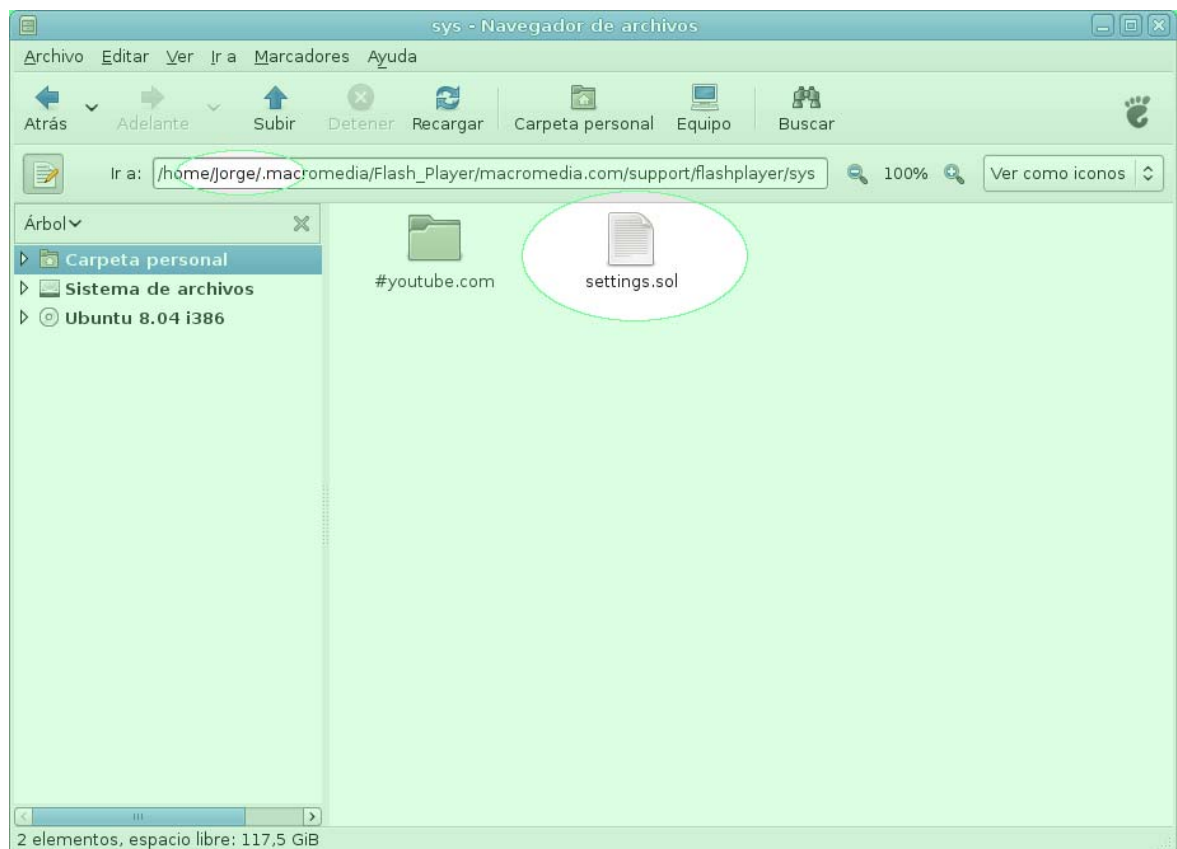 sys - Navegador de archivos
Archivo Editar Ver Ir a Marcadores Ayuda
Atrás Adelante Subir Detener Recargar Carpeta personal Equipo Buscar
Ir a: /home/Jorge/.macromedia/Flash_Player/macromedia.com/support/flashplayer/sys 100% Ver como iconos
Árbol
Carpeta personal
Sistema de archivos
Ubuntu 8.04 i386
#youtube.com settings.sol
2 elementos, espacio libre: 117,5 GiB